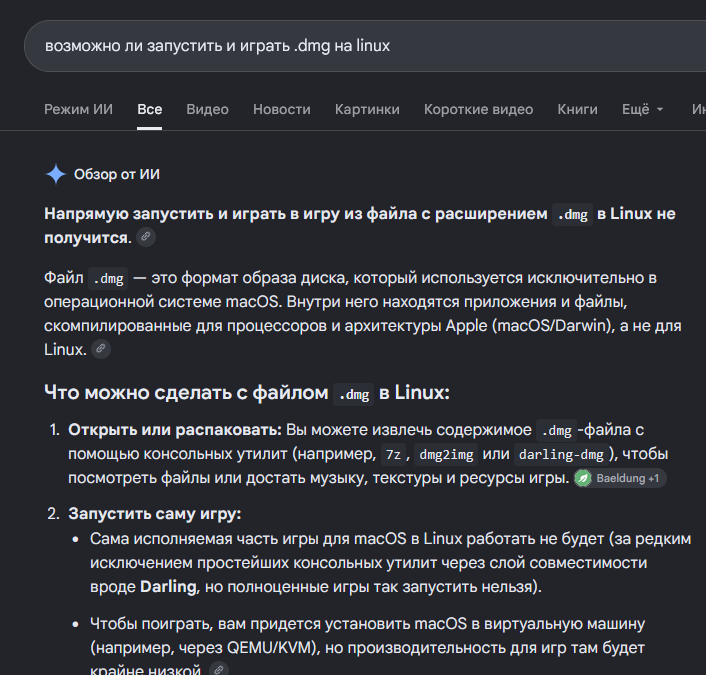 возможно ли запустить и играть .dmg на linux
Режим ИИ Все Видео Новости Картинки Короткие видео Книги Ещё
Обзор от ИИ
Напрямую запустить и играть в игру из файла с расширением .dmg в Linux не
получится.
Файл .dmg — это формат образа диска, который используется исключительно в
операционной системе macOS. Внутри него находятся приложения и файлы,
скомпилированные для процессоров и архитектуры Apple (macOS/Darwin), а не для
Linux.
Что можно сделать с файлом .dmg в Linux:
1. Открыть или распаковать: Вы можете извлечь содержимое .dmg-файла с
помощью консольных утилит (например, 7z, dmg2img или darling-dmg), чтобы
посмотреть файлы или достать музыку, текстуры и ресурсы игры. Baeldung +1
2. Запустить саму игру:
• Сама исполняемая часть игры для macOS в Linux работать не будет (за редким
исключением простейших консольных утилит через слой совместимости
вроде Darling, но полноценные игры так запустить нельзя).
• Чтобы поиграть, вам придется установить macOS в виртуальную машину
(например, через QEMU/KVM), но производительность для игр там будет
крайне низкой.